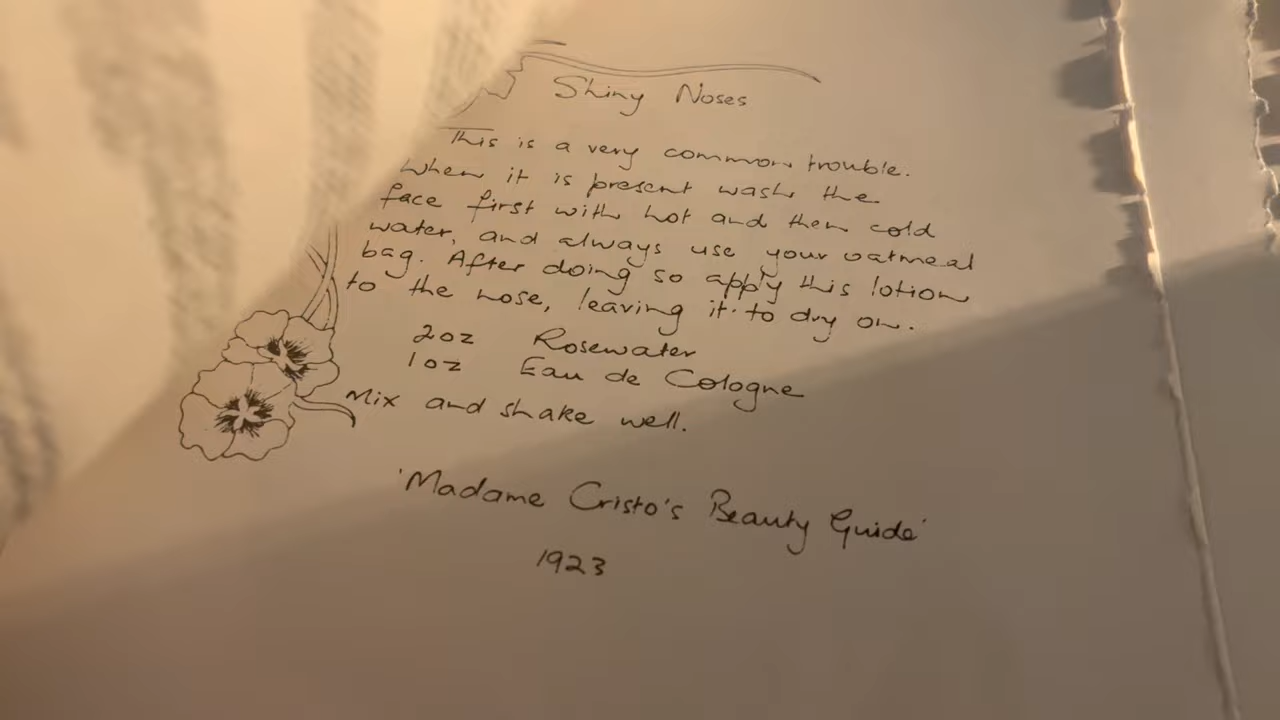 Shiny Noses
This is a very common trouble.
When it is present wash the
face first with hot and then cold
water, and always use your oatmeal
bag. After doing so apply this lotion
to the nose, leaving it to dry on.
2oz Rosewater
1oz Eau de Cologne
Mix and shake well.
'Madame Cristo's Beauty Guide'
1923